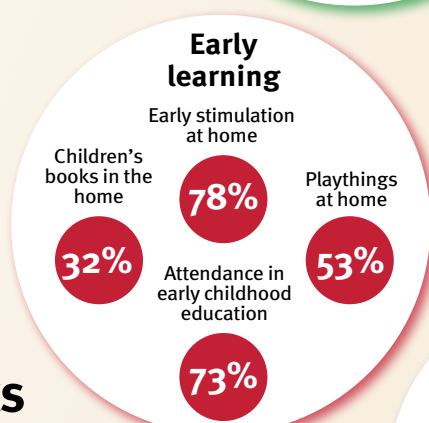 Early
learning
Early stimulation
at home
78%
Children’s
books in the
home
32%
Playthings
at home
53%
Attendance in
early childhood
education
73%